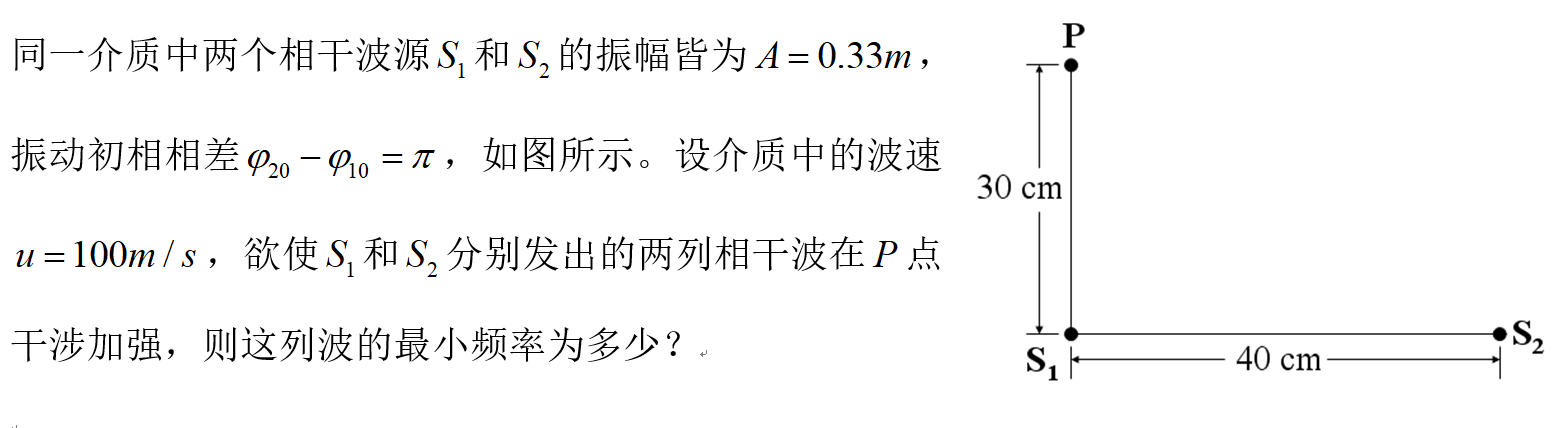 同一介质中两个相干波源S₁和S₂的振幅皆为A = 0.33m，
振动初相相差φ₂₀ − φ₁₀ = π，如图所示。设介质中的波速
u = 100m / s，欲使S₁和S₂分别发出的两列相干波在P点
干涉加强，则这列波的最小频率为多少？
P
30 cm
S₁
40 cm
S₂